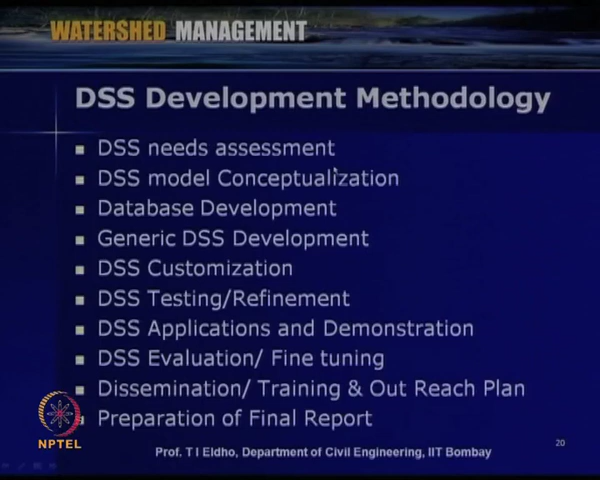 WATERSHED MANAGEMENT
DSS Development Methodology
DSS needs assessment
DSS model Conceptualization
Database Development
Generic DSS Development
DSS Customization
DSS Testing/Refinement
DSS Applications and Demonstration
DSS Evaluation/ Fine tuning
Dissemination/ Training & Out Reach Plan
Preparation of Final Report
NPTEL
Prof. T I Eldho, Department of Civil Engineering, IIT Bombay
20